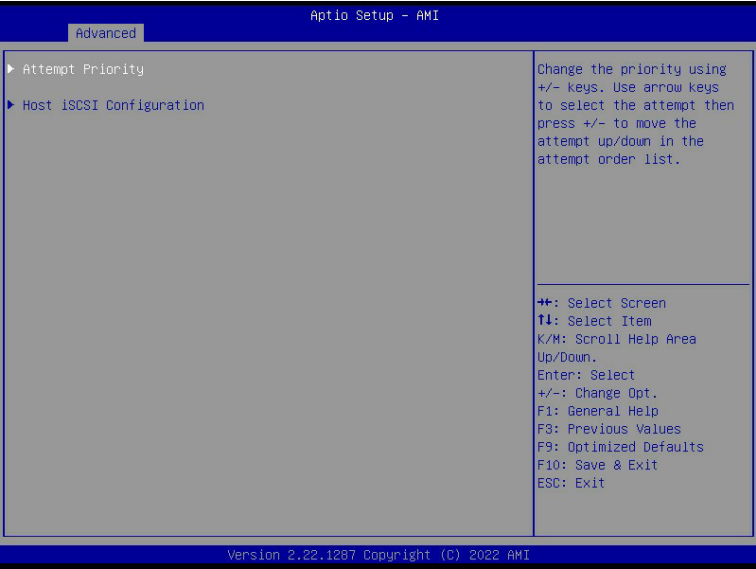 Aptio Setup – AMI
Advanced
▶ Attempt Priority
▶ Host iSCSI Configuration
Change the priority using
+/– keys. Use arrow keys
to select the attempt then
press +/– to move the
attempt up/down in the
attempt order list.
→←: Select Screen
↑↓: Select Item
K/M: Scroll Help Area
Up/Down.
Enter: Select
+/–: Change Opt.
F1: General Help
F3: Previous Values
F9: Optimized Defaults
F10: Save & Exit
ESC: Exit
Version 2.22.1287 Copyright (C) 2022 AMI